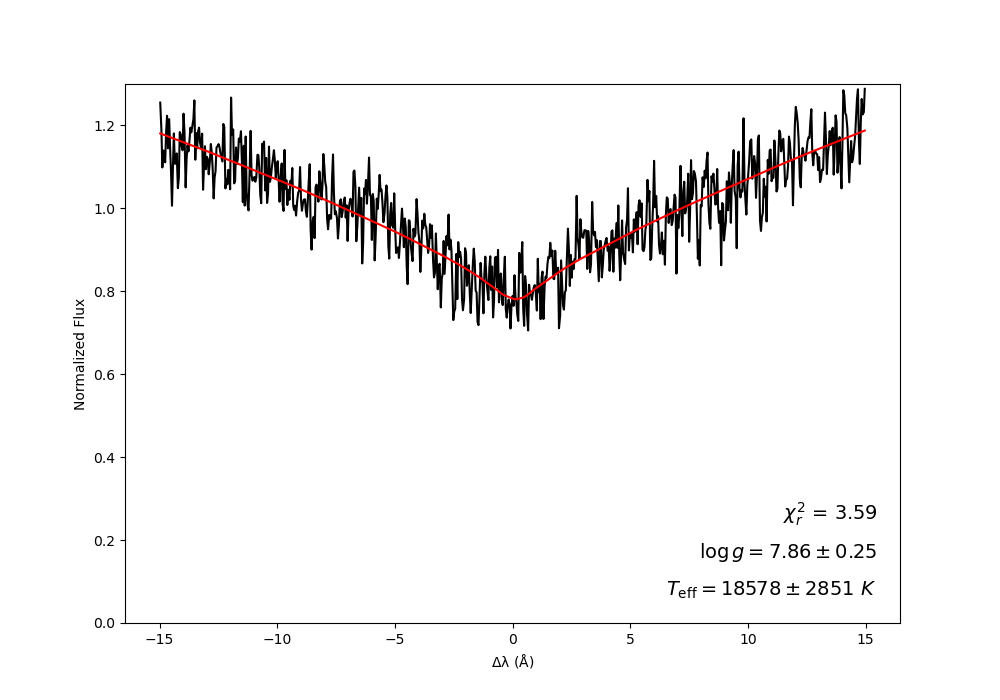 1.2
1.0
0.8
0.6
0.4
0.2
0.0
Normalized Flux
χ²ᵣ = 3.59
log g = 7.86 ± 0.25
T_eff = 18578 ± 2851 K
−15 −10 −5 0 5 10 15
Δλ (Å)